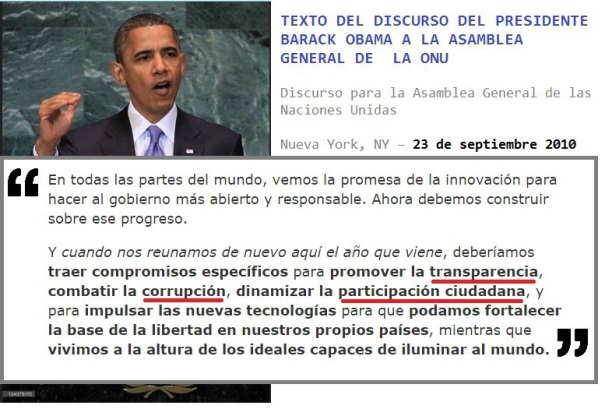 TEXTO DEL DISCURSO DEL PRESIDENTE
BARACK OBAMA A LA ASAMBLEA
GENERAL DE LA ONU
Discurso para la Asamblea General de las
Naciones Unidas
Nueva York, NY – 23 de septiembre 2010
“ En todas las partes del mundo, vemos la promesa de la innovación para
hacer al gobierno más abierto y responsable. Ahora debemos construir
sobre ese progreso.
Y cuando nos reunamos de nuevo aquí el año que viene, deberíamos
traer compromisos específicos para promover la transparencia,
combatir la corrupción, dinamizar la participación ciudadana, y
para impulsar las nuevas tecnologías para que podamos fortalecer
la base de la libertad en nuestros propios países, mientras que
vivimos a la altura de los ideales capaces de iluminar al mundo. ”